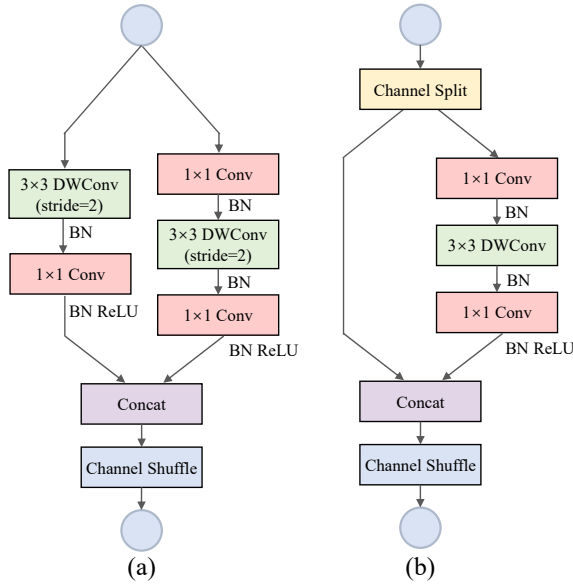 3×3 DWConv
(stride=2)
BN
1×1 Conv
BN ReLU
1×1 Conv
BN
3×3 DWConv
(stride=2)
BN
1×1 Conv
BN ReLU
Concat
Channel Shuffle
(a)
Channel Split
1×1 Conv
BN
3×3 DWConv
BN
1×1 Conv
BN ReLU
Concat
Channel Shuffle
(b)